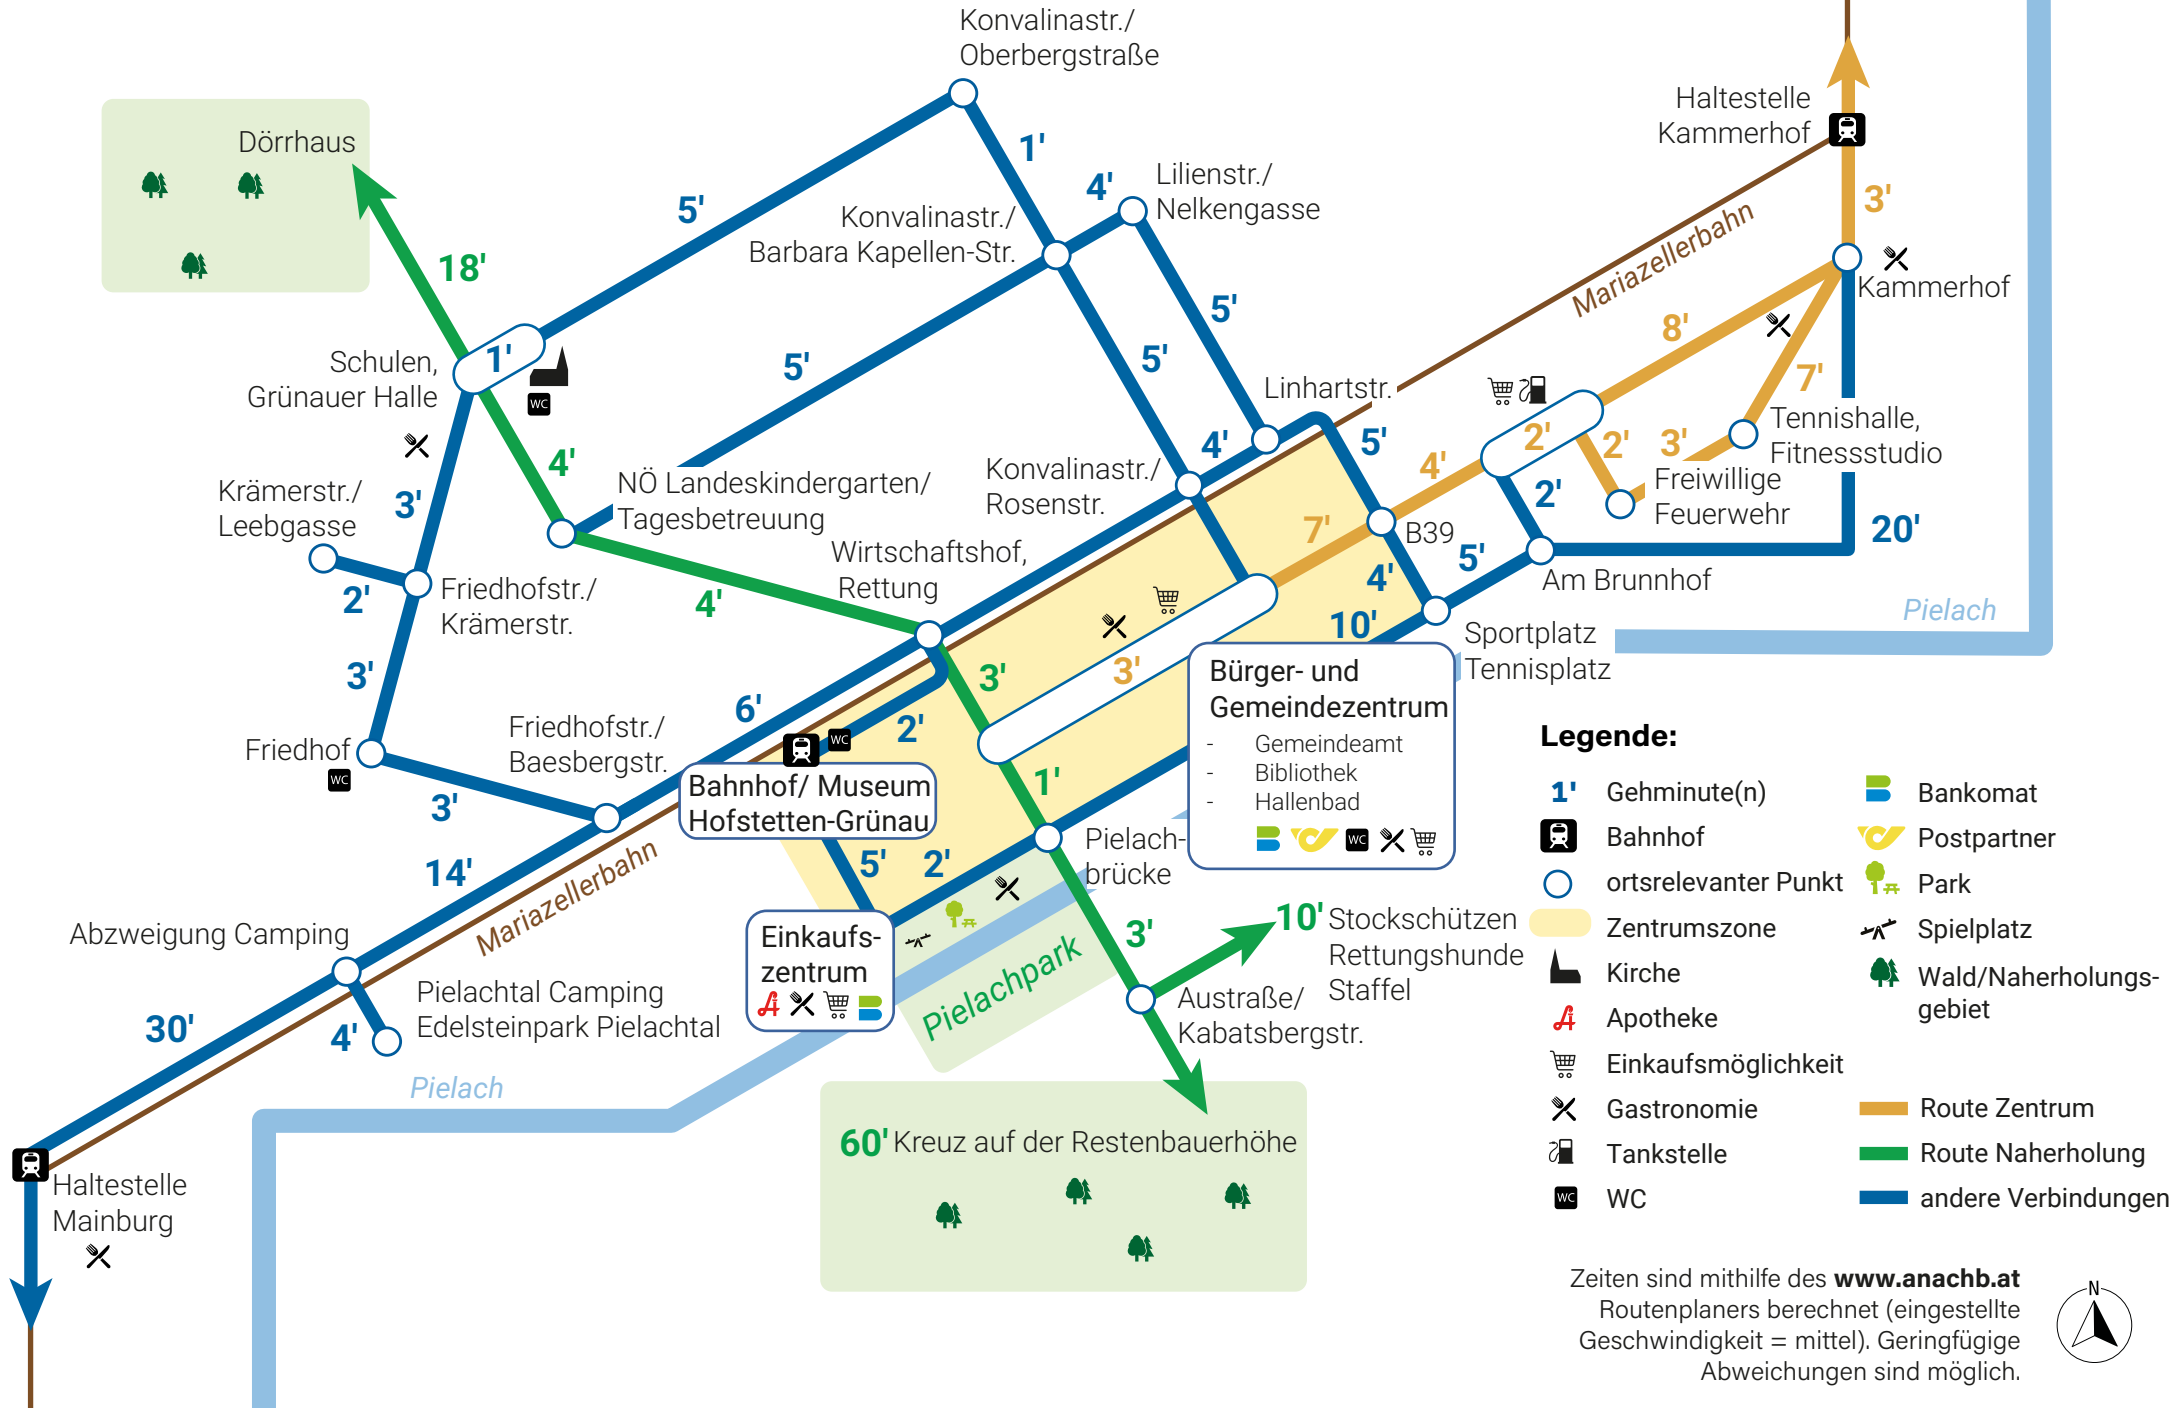 Konvalinastr./
Oberbergstraße
Haltestelle
Kammerhof
Dörrhaus
1'
4'
Lilienstr./
Nelkengasse
5'
Konvalinastr./
Barbara Kapellen-Str.
3'
Mariazellerbahn
18'
Kammerhof
5'
8'
1'
Schulen,
Grünauer Halle
WC
5'
5'
Linhartstr.
7'
Tennishalle,
Fitnessstudio
4'
4'
5'
4'
2'
2'
3'
Krämerstr./
Leebgasse
3'
NÖ Landeskindergarten/
Tagesbetreuung
Konvalinastr./
Rosenstr.
2'
Freiwillige
Feuerwehr
7'
B39
20'
Wirtschaftshof,
Rettung
5'
Am Brunnhof
2'
Friedhofstr./
Krämerstr.
4'
4'
10'
Pielach
Sportplatz
Tennisplatz
3'
3'
3'
6'
2'
Friedhof
WC
Friedhofstr./
Baesbergstr.
WC
Bahnhof/ Museum
Hofstetten-Grünau
1'
Bürger- und
Gemeindezentrum
- Gemeindeamt
- Bibliothek
- Hallenbad
WC
3'
14'
Mariazellerbahn
5'
2'
Pielach-
brücke
Abzweigung Camping
Einkaufs-
zentrum
Pielachpark
3'
10'
Stockschützen
Rettungshunde
Staffel
Austraße/
Kabatsbergstr.
30'
4'
Pielachtal Camping
Edelsteinpark Pielachtal
Pielach
60' Kreuz auf der Restenbauerhöhe
Haltestelle
Mainburg
Legende:
1' Gehminute(n)
Bahnhof
ortsrelevanter Punkt
Zentrumszone
Kirche
Apotheke
Einkaufsmöglichkeit
Gastronomie
Tankstelle
WC WC
Bankomat
Postpartner
Park
Spielplatz
Wald/Naherholungs-
gebiet
Route Zentrum
Route Naherholung
andere Verbindungen
Zeiten sind mithilfe des www.anachb.at
Routenplaners berechnet (eingestellte
Geschwindigkeit = mittel). Geringfügige
Abweichungen sind möglich.
N